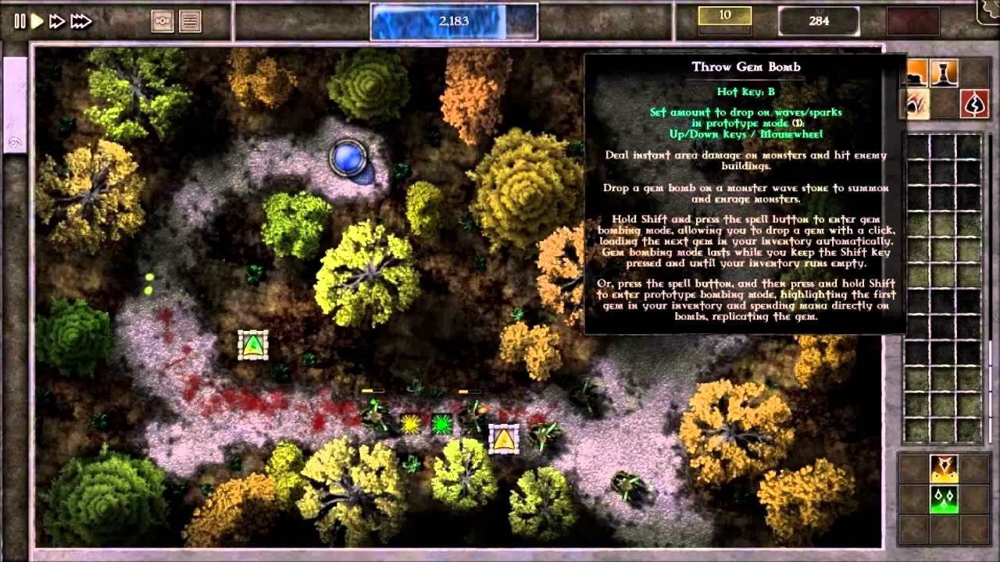 2,183
10
284
Throw Gem Bomb
Hot Key: B
Set amount to drop on waves/sparks
in prototype mode (1):
Up/Down Keys / Mousewheel
Deal instant area damage on monsters and hit enemy
buildings.
Drop a gem bomb on a monster wave stone to summon
and enrage monsters.
Hold Shift and press the spell button to enter gem
bombing mode, allowing you to drop a gem with a click,
loading the next gem in your inventory automatically.
Gem bombing mode lasts while you keep the Shift Key
pressed and until your inventory runs empty.
Or, press the spell button, and then press and hold Shift
to enter prototype bombing mode, highlighting the first
gem in your inventory and spending mana directly on
bombs, replicating the gem.